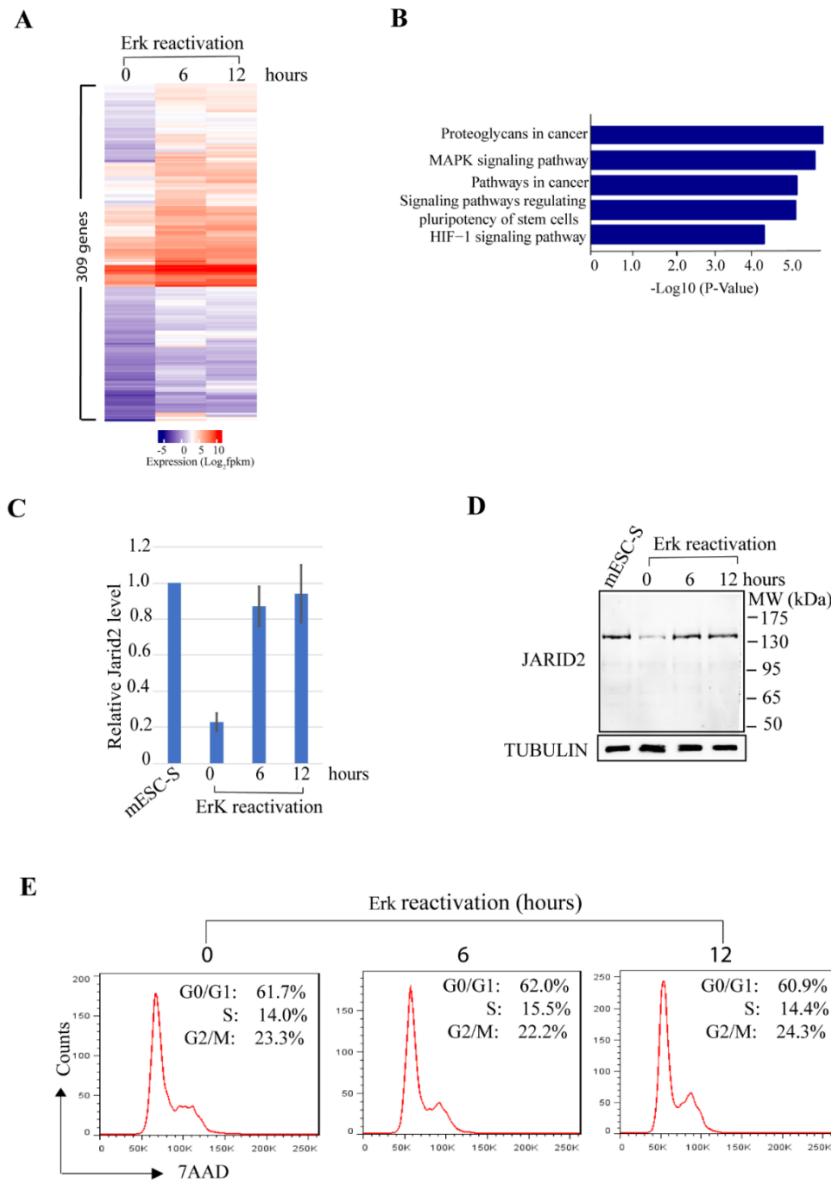 A
Erk reactivation
0 6 12 hours
309 genes
-5 0 5 10
Expression (Log2fpkm)
B
Proteoglycans in cancer
MAPK signaling pathway
Pathways in cancer
Signaling pathways regulating
pluripotency of stem cells
HIF-1 signaling pathway
0 1.0 2.0 3.0 4.0 5.0
-Log10 (P-Value)
C
Relative Jarid2 level
1.2
1.0
0.8
0.6
0.4
0.2
0
mESC-S 0 6 12 hours
ErK reactivation
D
mESC-S
Erk reactivation
0 6 12 hours
MW (kDa)
175
130
95
65
50
JARID2
TUBULIN
E
Erk reactivation (hours)
0 6 12
Counts
7AAD
200
150
100
50
0
0 50K 100K 150K 200K 250K
G0/G1: 61.7%
S: 14.0%
G2/M: 23.3%
150
100
50
0
0 50K 100K 150K 200K 250K
G0/G1: 62.0%
S: 15.5%
G2/M: 22.2%
250
200
150
100
50
0
0 50K 100K 150K 200K 250K
G0/G1: 60.9%
S: 14.4%
G2/M: 24.3%